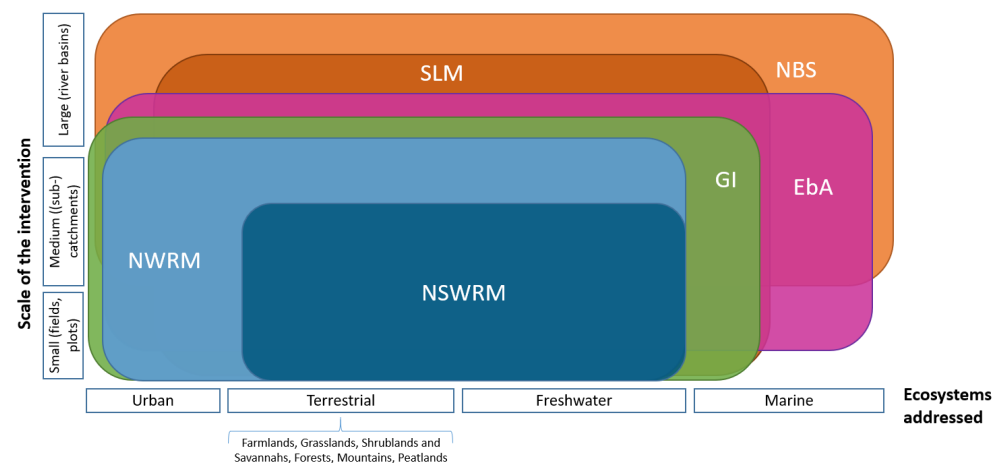 Scale of the intervention
Large (river basins)
Medium ((sub-)
catchments)
Small (fields,
plots)
SLM
NBS
GI
EbA
NWRM
NSWRM
Urban
Terrestrial
Freshwater
Marine
Ecosystems
addressed
Farmlands, Grasslands, Shrublands and
Savannahs, Forests, Mountains, Peatlands